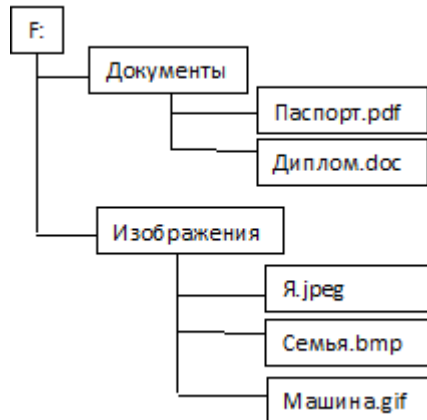 F:
Документы
Паспорт.pdf
Диплом.doc
Изображения
Я.jpeg
Семья.bmp
Машина.gif